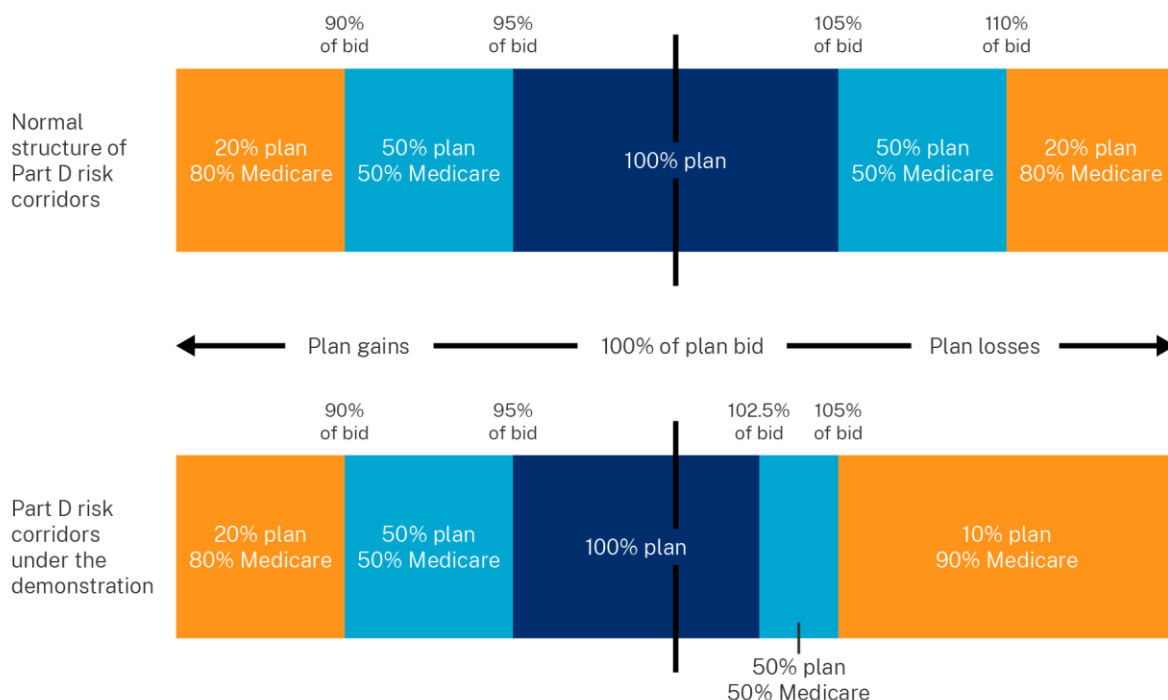 90%
of bid
95%
of bid
105%
of bid
110%
of bid
Normal
structure of
Part D risk
corridors
20% plan
80% Medicare
50% plan
50% Medicare
100% plan
50% plan
50% Medicare
20% plan
80% Medicare
Plan gains
100% of plan bid
Plan losses
90%
of bid
95%
of bid
102.5%
of bid
105%
of bid
Part D risk
corridors
under the
demonstration
20% plan
80% Medicare
50% plan
50% Medicare
100% plan
10% plan
90% Medicare
50% plan
50% Medicare